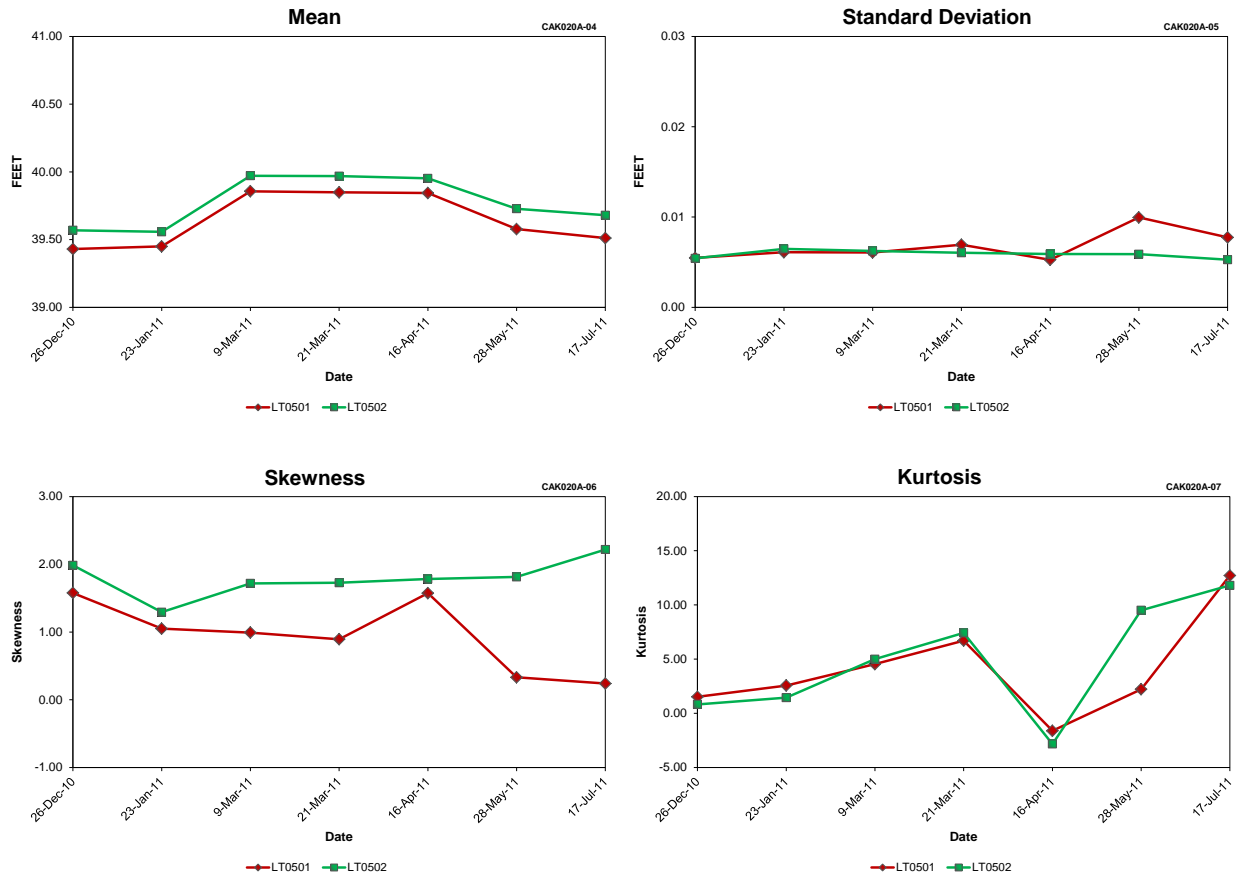 Mean
CAK020A-04
41.00
40.50
40.00
39.50
39.00
FEET
26-Dec-10
23-Jan-11
9-Mar-11
21-Mar-11
16-Apr-11
28-May-11
17-Jul-11
Date
LT0501 LT0502
Standard Deviation
CAK020A-05
0.03
0.02
0.01
0.00
FEET
26-Dec-10
23-Jan-11
9-Mar-11
21-Mar-11
16-Apr-11
28-May-11
17-Jul-11
Date
LT0501 LT0502
Skewness
CAK020A-06
3.00
2.00
1.00
0.00
-1.00
Skewness
26-Dec-10
23-Jan-11
9-Mar-11
21-Mar-11
16-Apr-11
28-May-11
17-Jul-11
Date
LT0501 LT0502
Kurtosis
CAK020A-07
20.00
15.00
10.00
5.00
0.00
-5.00
Kurtosis
26-Dec-10
23-Jan-11
9-Mar-11
21-Mar-11
16-Apr-11
28-May-11
17-Jul-11
Date
LT0501 LT0502